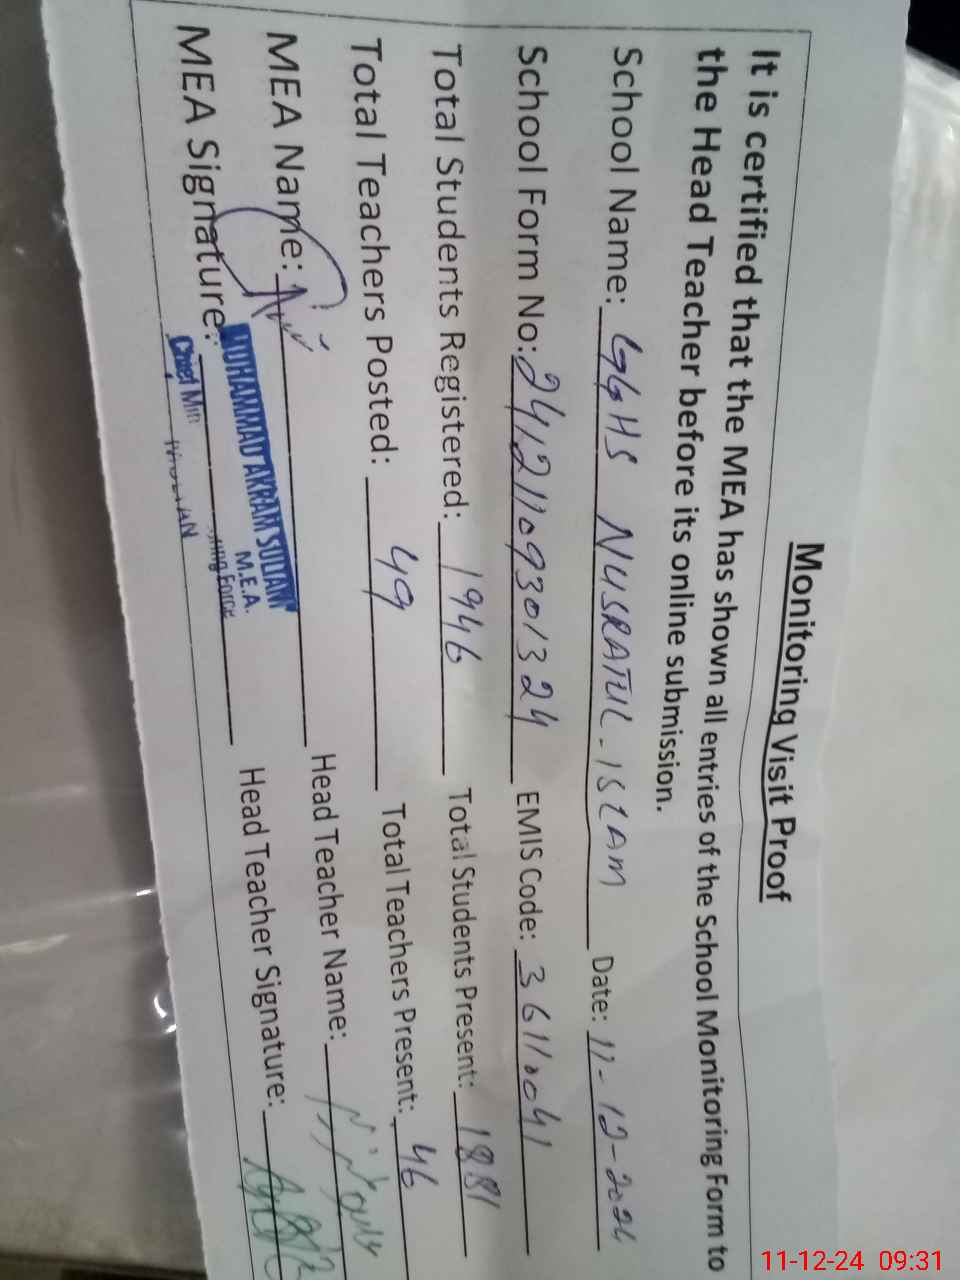 Monitoring Visit Proof
It is certified that the MEA has shown all entries of the School Monitoring Form to
the Head Teacher before its online submission.
School Name: GGHS NUSRATUL-ISLAM Date: 11-12-2024
School Form No: 24121109301324 EMIS Code: 36110041
Total Students Registered: 1946 Total Students Present: 1881
Total Teachers Posted: 49 Total Teachers Present: 46
MEA Name: Head Teacher Name:
MEA Signature: Head Teacher Signature:
MUHAMMAD AKRAM SULTAN
M.E.A.
Chief Force
11-12-24 09:31